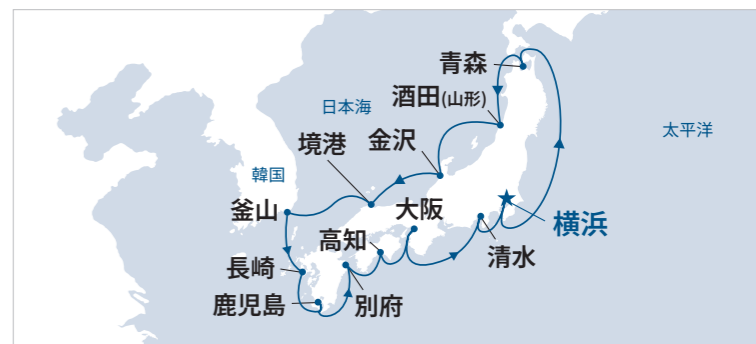 青森
酒田(山形)
日本海
太平洋
境港
金沢
韓国
釜山
大阪
横浜
高知
清水
長崎
鹿児島
別府